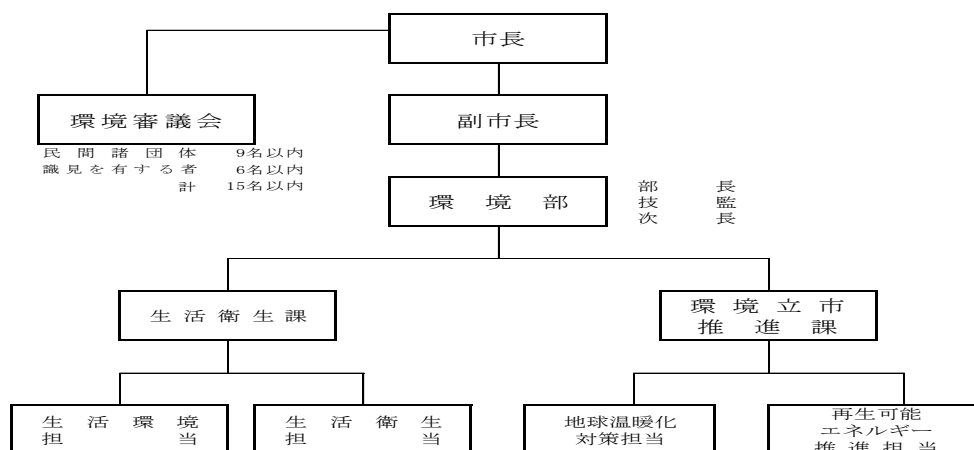 市長
環境審議会
副市長
民間諸団体 9名以内
識見を有する者 6名以内
計 15名以内
環境部
部長
技監
次長
生活衛生課
環境立市
推進課
生活環境
担当
生活衛生
担当
地球温暖化
対策担当
再生可能
エネルギー
推進担当